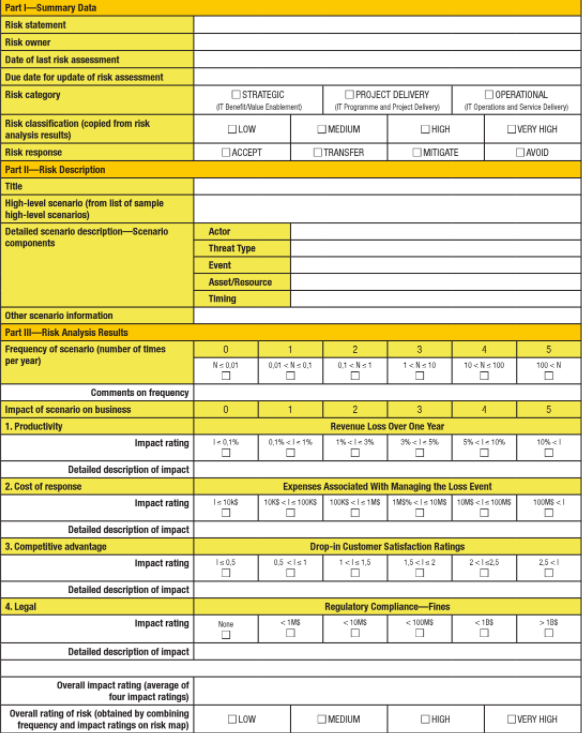 Part I—Summary Data
Risk statement
Risk owner
Date of last risk assessment
Due date for update of risk assessment
Risk category
☐ STRATEGIC ☐ PROJECT DELIVERY ☐ OPERATIONAL
(IT Benefit/Value Enablement) (IT Programme and Project Delivery) (IT Operations and Service Delivery)
Risk classification (copied from risk
analysis results)
☐ LOW ☐ MEDIUM ☐ HIGH ☐ VERY HIGH
Risk response ☐ ACCEPT ☐ TRANSFER ☐ MITIGATE ☐ AVOID
Part II—Risk Description
Title
High-level scenario (from list of sample
high-level scenarios)
Detailed scenario description—Scenario
components
Actor
Threat Type
Event
Asset/Resource
Timing
Other scenario information
Part III—Risk Analysis Results
Frequency of scenario (number of times
per year)
0 1 2 3 4 5
N ≤ 0,01 0,01 < N ≤ 0,1 0,1 < N ≤ 1 1 < N ≤ 10 10 < N ≤ 100 100 < N
☐ ☐ ☐ ☐ ☐ ☐
Comments on frequency
Impact of scenario on business 0 1 2 3 4 5
1. Productivity Revenue Loss Over One Year
Impact rating I ≤ 0,1% 0,1% < I ≤ 1% 1% < I ≤ 3% 3% < I ≤ 5% 5% < I ≤ 10% 10% < I
☐ ☐ ☐ ☐ ☐ ☐
Detailed description of impact
2. Cost of response Expenses Associated With Managing the Loss Event
Impact rating I ≤ 10k$ 10K$ < I ≤ 100K$ 100K$ < I ≤ 1M$ 1M$% < I ≤ 10M$ 10M$ < I ≤ 100M$ 100M$ < I
☐ ☐ ☐ ☐ ☐ ☐
Detailed description of impact
3. Competitive advantage Drop-in Customer Satisfaction Ratings
Impact rating I ≤ 0,5 0,5 < I ≤ 1 1 < I ≤ 1,5 1,5 < I ≤ 2 2 < I ≤2,5 2,5 < I
☐ ☐ ☐ ☐ ☐ ☐
Detailed description of impact
4. Legal Regulatory Compliance—Fines
Impact rating None < 1M$ < 10M$ < 100M$ < 1B$ > 1B$
☐ ☐ ☐ ☐ ☐ ☐
Detailed description of impact
Overall impact rating (average of
four impact ratings)
Overall rating of risk (obtained by combining
frequency and impact ratings on risk map)
☐ LOW ☐ MEDIUM ☐ HIGH ☐ VERY HIGH